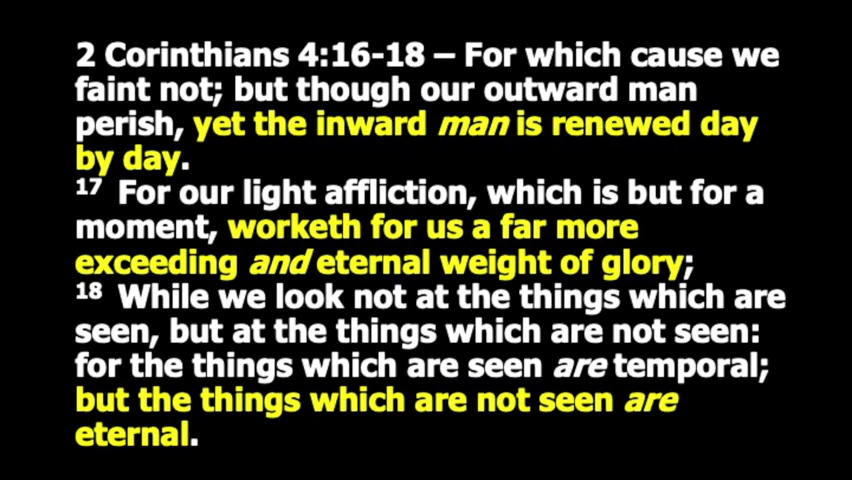 2 Corinthians 4:16-18 – For which cause we
faint not; but though our outward man
perish, yet the inward man is renewed day
by day.
17 For our light affliction, which is but for a
moment, worketh for us a far more
exceeding and eternal weight of glory;
18 While we look not at the things which are
seen, but at the things which are not seen:
for the things which are seen are temporal;
but the things which are not seen are
eternal.